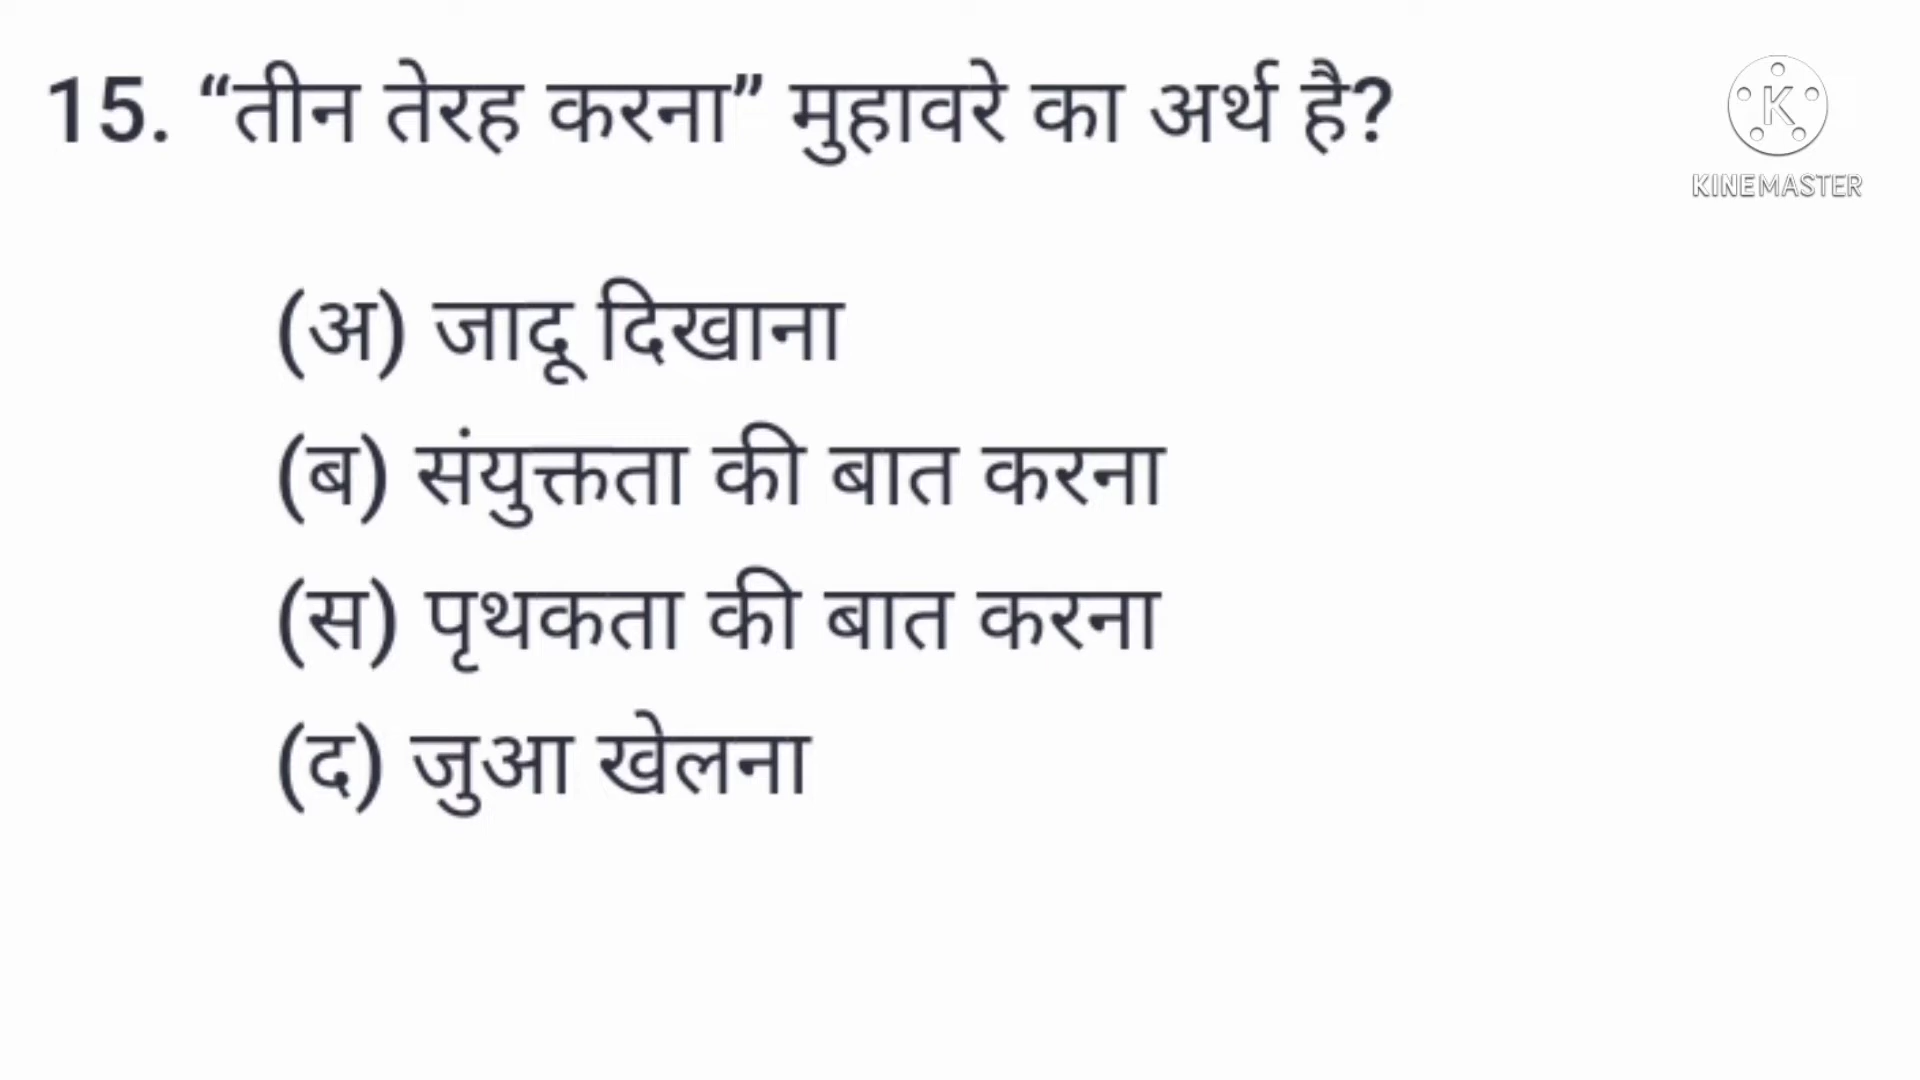 15. “तीन तेरह करना” मुहावरे का अर्थ है?
K
KINEMASTER
(अ) जादू दिखाना
(ब) संयुक्तता की बात करना
(स) पृथकता की बात करना
(द) जुआ खेलना